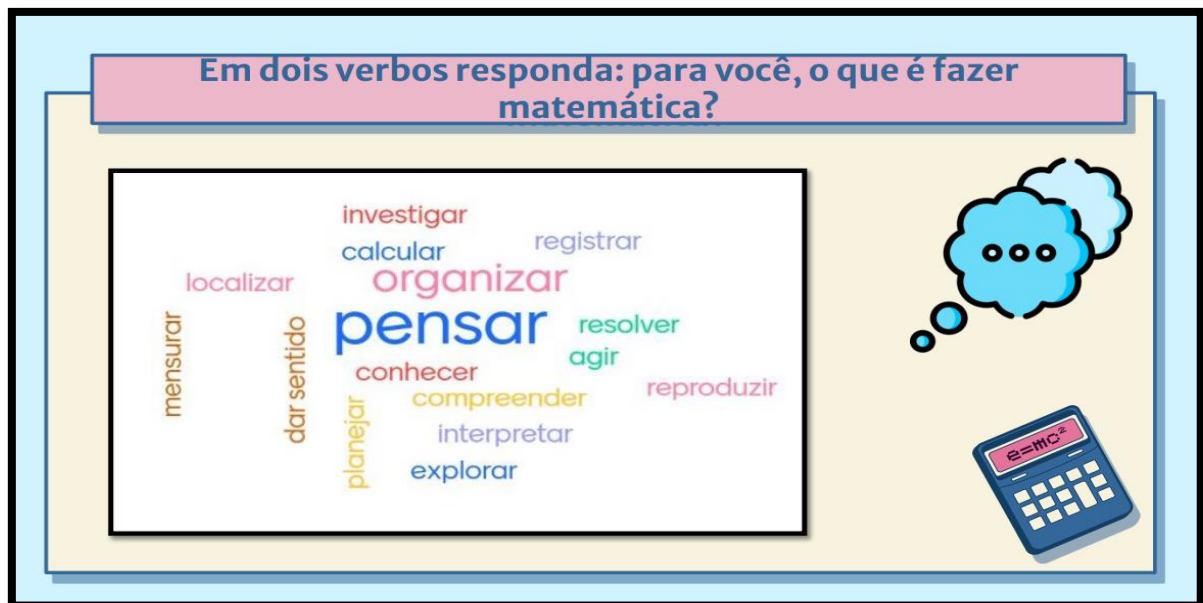 Em dois verbos responda: para você, o que é fazer
matemática?
investigar
calcular
registrar
localizar
organizar
mensurar
dar sentido
pensar
resolver
agir
conhecer
reproduzir
planejar
compreender
interpretar
explorar
e=mc²